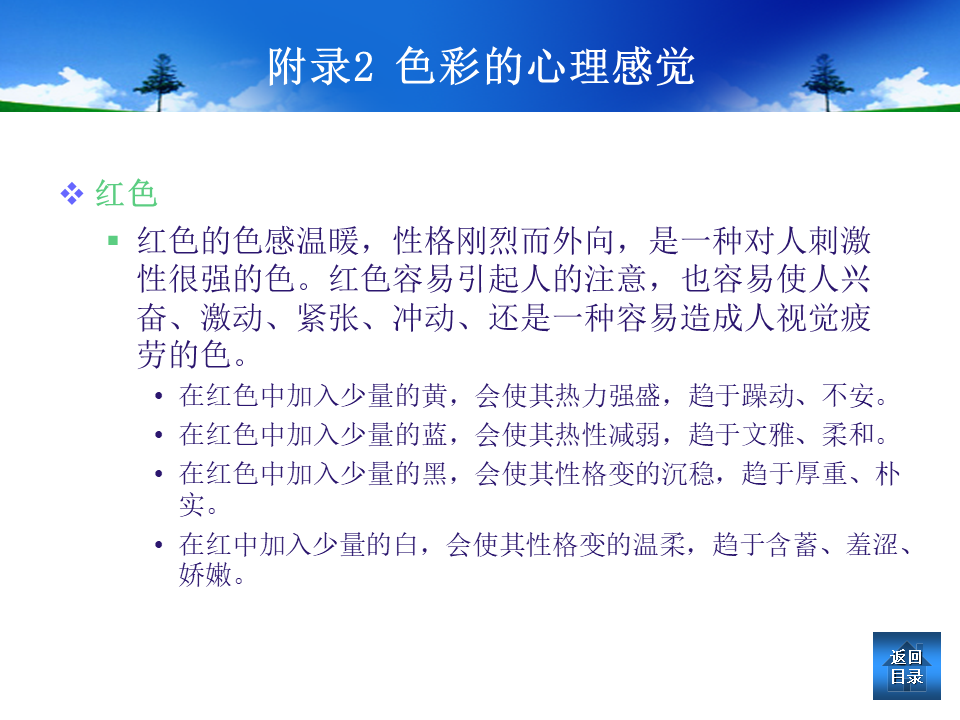 附录2 色彩的心理感觉
红色
红色的色感温暖，性格刚烈而外向，是一种对人刺激
性很强的色。红色容易引起人的注意，也容易使人兴
奋、激动、紧张、冲动、还是一种容易造成人视觉疲
劳的色。
• 在红色中加入少量的黄，会使其热力强盛，趋于躁动、不安。
• 在红色中加入少量的蓝，会使其热性减弱，趋于文雅、柔和。
• 在红色中加入少量的黑，会使其性格变的沉稳，趋于厚重、朴
实。
• 在红中加入少量的白，会使其性格变的温柔，趋于含蓄、羞涩、
娇嫩。
返回
目录